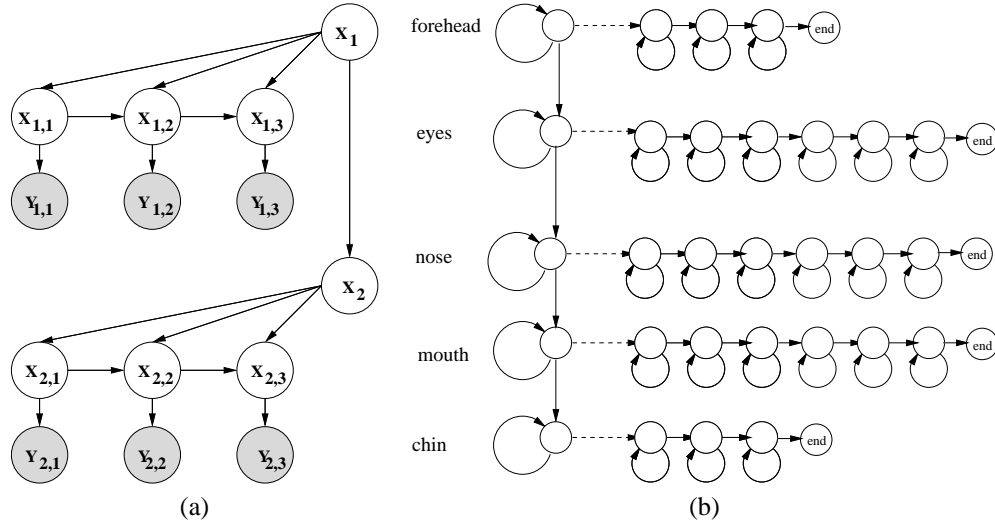 X₁
X₁,₁ X₁,₂ X₁,₃
Y₁,₁ Y₁,₂ Y₁,₃
X₂
X₂,₁ X₂,₂ X₂,₃
Y₂,₁ Y₂,₂ Y₂,₃
(a)
forehead end
eyes end
nose end
mouth end
chin end
(b)